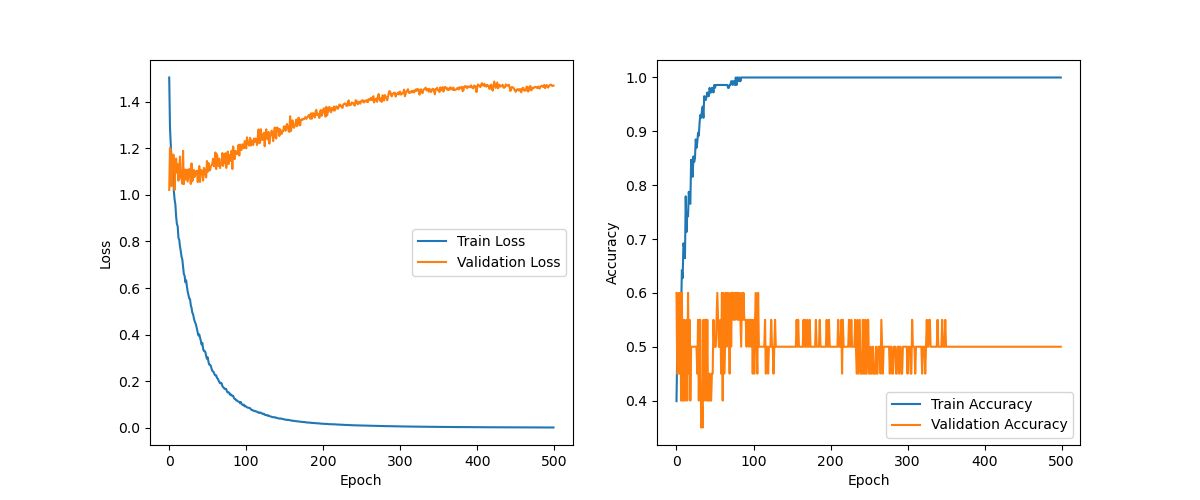 1.4
1.2
1.0
0.8
0.6
0.4
0.2
0.0
Loss
0 100 200 300 400 500
Epoch
Train Loss
Validation Loss
1.0
0.9
0.8
0.7
0.6
0.5
0.4
Accuracy
0 100 200 300 400 500
Epoch
Train Accuracy
Validation Accuracy